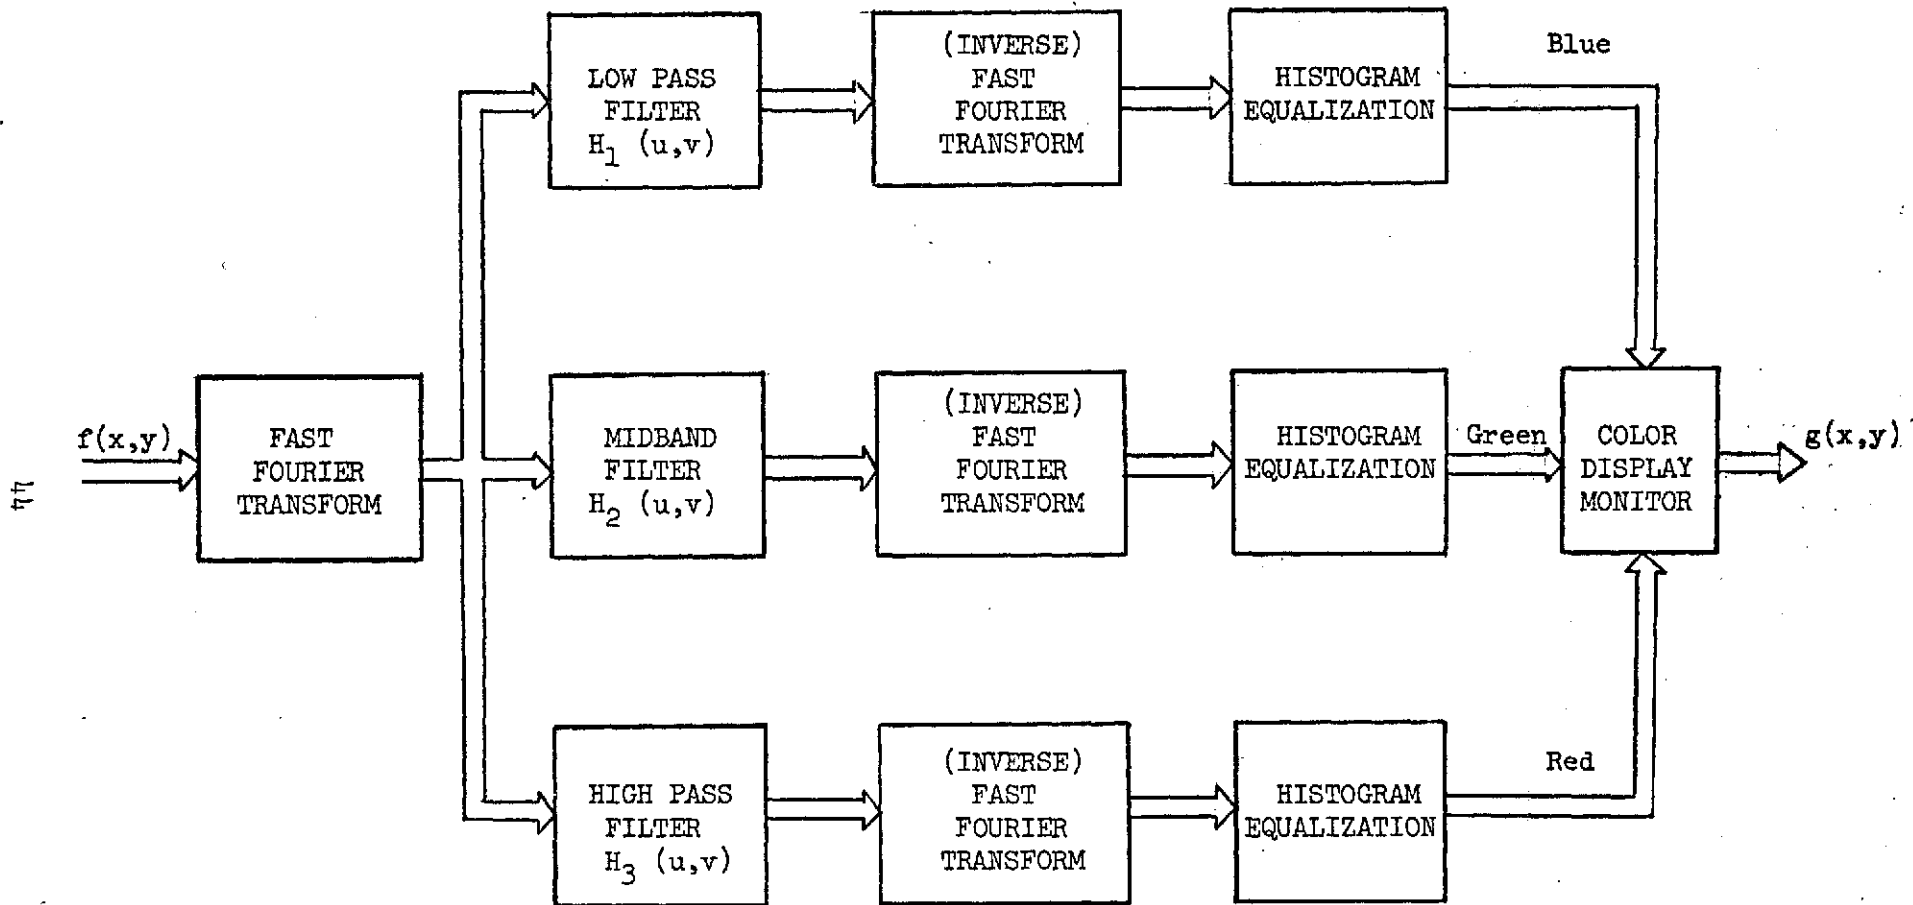 LOW PASS
FILTER
H₁ (u,v)
(INVERSE)
FAST
FOURIER
TRANSFORM
HISTOGRAM
EQUALIZATION
Blue
f(x,y)
FAST
FOURIER
TRANSFORM
MIDBAND
FILTER
H₂ (u,v)
(INVERSE)
FAST
FOURIER
TRANSFORM
HISTOGRAM
EQUALIZATION
Green
COLOR
DISPLAY
MONITOR
g(x,y)
44
HIGH PASS
FILTER
H₃ (u,v)
(INVERSE)
FAST
FOURIER
TRANSFORM
HISTOGRAM
EQUALIZATION
Red